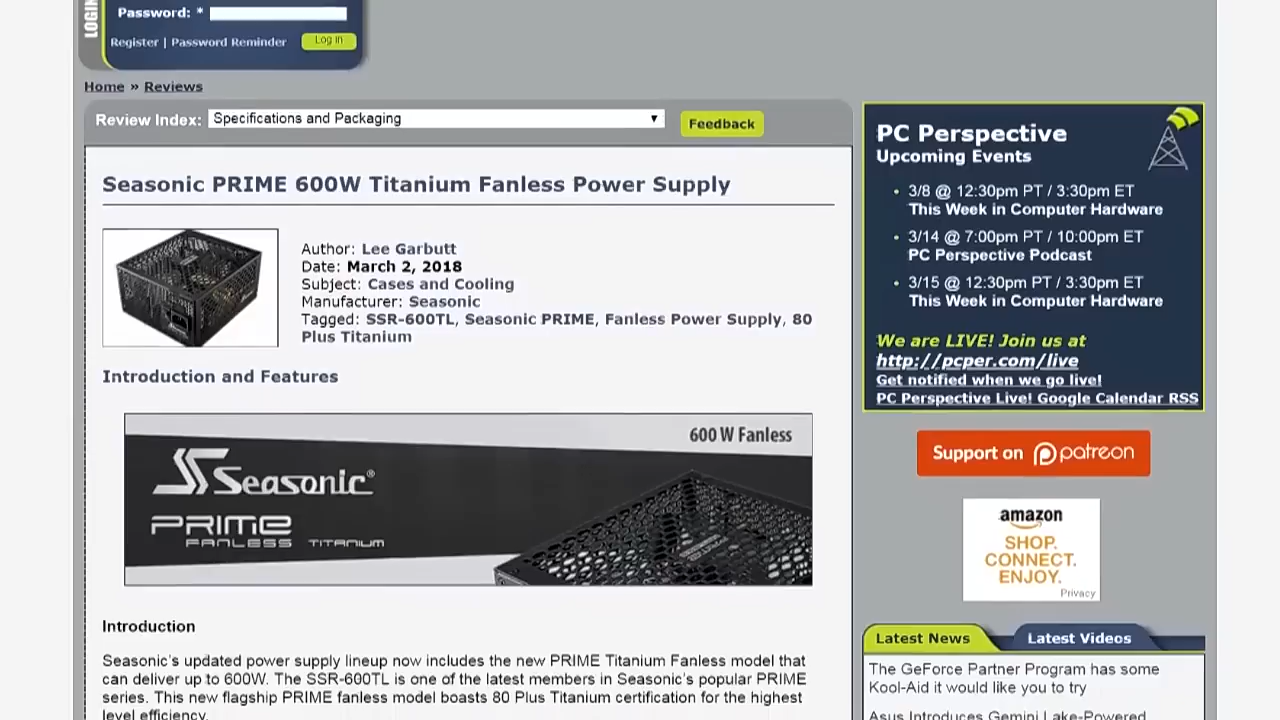 LOGIN
Password: *
Register | Password Reminder
Log in
Home » Reviews
Review Index:
Specifications and Packaging
Feedback
Seasonic PRIME 600W Titanium Fanless Power Supply
Author: Lee Garbutt
Date: March 2, 2018
Subject: Cases and Cooling
Manufacturer: Seasonic
Tagged: SSR-600TL, Seasonic PRIME, Fanless Power Supply, 80
Plus Titanium
Introduction and Features
600 W Fanless
Seasonic®
PRIME
FANLESS TITANIUM
Introduction
Seasonic's updated power supply lineup now includes the new PRIME Titanium Fanless model that
can deliver up to 600W. The SSR-600TL is one of the latest members in Seasonic's popular PRIME
series. This new flagship PRIME fanless model boasts 80 Plus Titanium certification for the highest
level efficiency.
PC Perspective
Upcoming Events
• 3/8 @ 12:30pm PT / 3:30pm ET
This Week in Computer Hardware
• 3/14 @ 7:00pm PT / 10:00pm ET
PC Perspective Podcast
• 3/15 @ 12:30pm PT / 3:30pm ET
This Week in Computer Hardware
We are LIVE! Join us at
http://pcper.com/live
Get notified when we go live!
PC Perspective Live! Google Calendar RSS
Support on patreon
amazon
SHOP.
CONNECT.
ENJOY.
Privacy
Latest News
Latest Videos
The GeForce Partner Program has some
Kool-Aid it would like you to try
Asus Introduces Gemini Lake-Powered